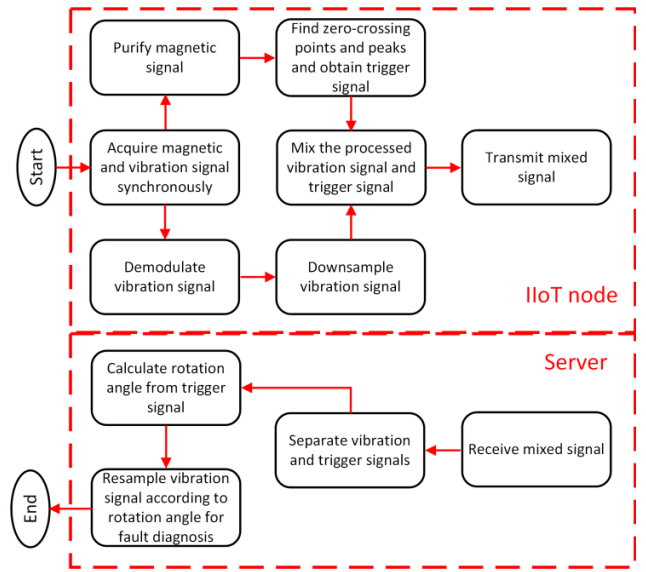 Purify magnetic
signal
Find zero-crossing
points and peaks
and obtain trigger
signal
Start
Acquire magnetic
and vibration signal
synchronously
Mix the processed
vibration signal and
trigger signal
Transmit mixed
signal
Demodulate
vibration signal
Downsample
vibration signal
IIoT node
Server
Calculate rotation
angle from trigger
signal
Separate vibration
and trigger signals
Receive mixed signal
Resample vibration
signal according to
rotation angle for
fault diagnosis
End